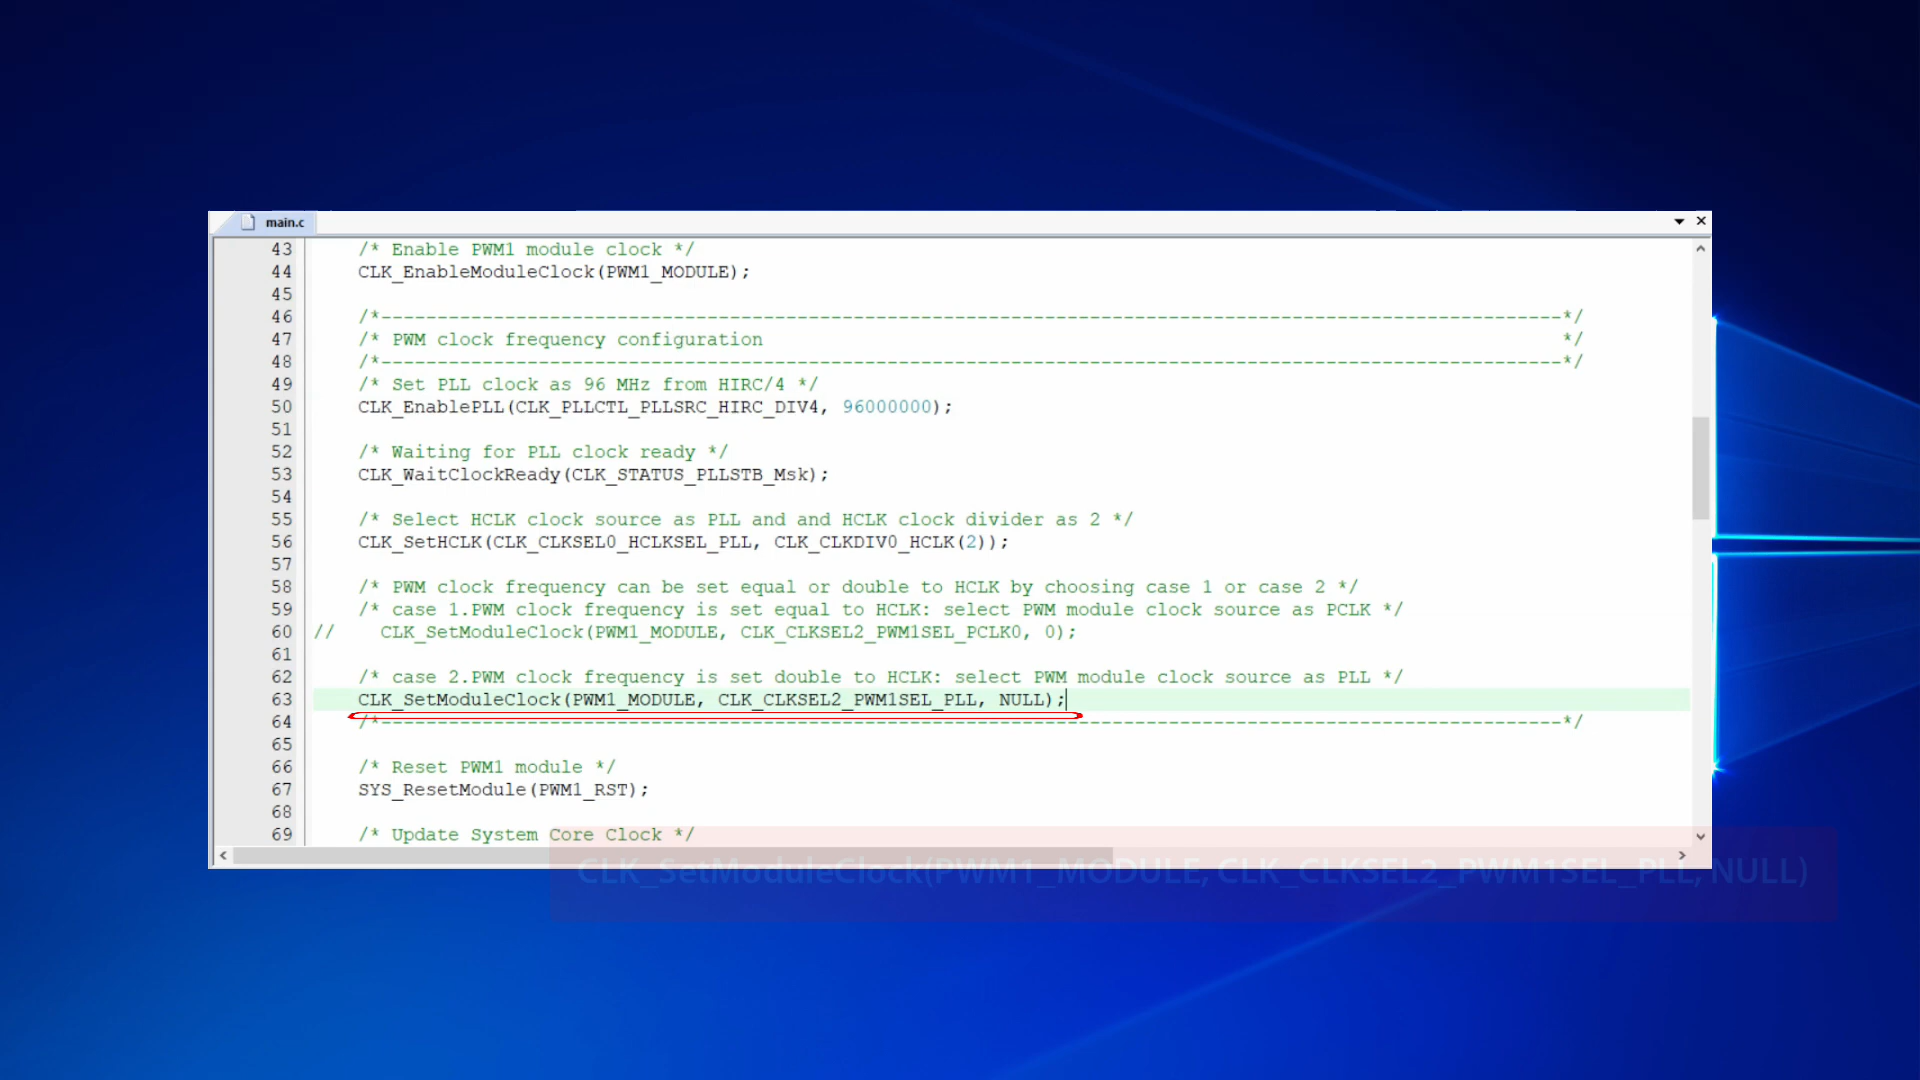 main.c
43 /* Enable PWM1 module clock */
44 CLK_EnableModuleClock(PWM1_MODULE);
45
46 /*---------------------------------------------------------------------------------------------------------*/
47 /* PWM clock frequency configuration */
48 /*---------------------------------------------------------------------------------------------------------*/
49 /* Set PLL clock as 96 MHz from HIRC/4 */
50 CLK_EnablePLL(CLK_PLLCTL_PLLSRC_HIRC_DIV4, 96000000);
51
52 /* Waiting for PLL clock ready */
53 CLK_WaitClockReady(CLK_STATUS_PLLSTB_Msk);
54
55 /* Select HCLK clock source as PLL and and HCLK clock divider as 2 */
56 CLK_SetHCLK(CLK_CLKSEL0_HCLKSEL_PLL, CLK_CLKDIV0_HCLK(2));
57
58 /* PWM clock frequency can be set equal or double to HCLK by choosing case 1 or case 2 */
59 /* case 1.PWM clock frequency is set equal to HCLK: select PWM module clock source as PCLK */
60 // CLK_SetModuleClock(PWM1_MODULE, CLK_CLKSEL2_PWM1SEL_PCLK0, 0);
61
62 /* case 2.PWM clock frequency is set double to HCLK: select PWM module clock source as PLL */
63 CLK_SetModuleClock(PWM1_MODULE, CLK_CLKSEL2_PWM1SEL_PLL, NULL);
64 /*---------------------------------------------------------------------------------------------------------*/
65
66 /* Reset PWM1 module */
67 SYS_ResetModule(PWM1_RST);
68
69 /* Update System Core Clock */
CLK_SetModuleClock(PWM1_MODULE, CLK_CLKSEL2_PWM1SEL_PLL, NULL)